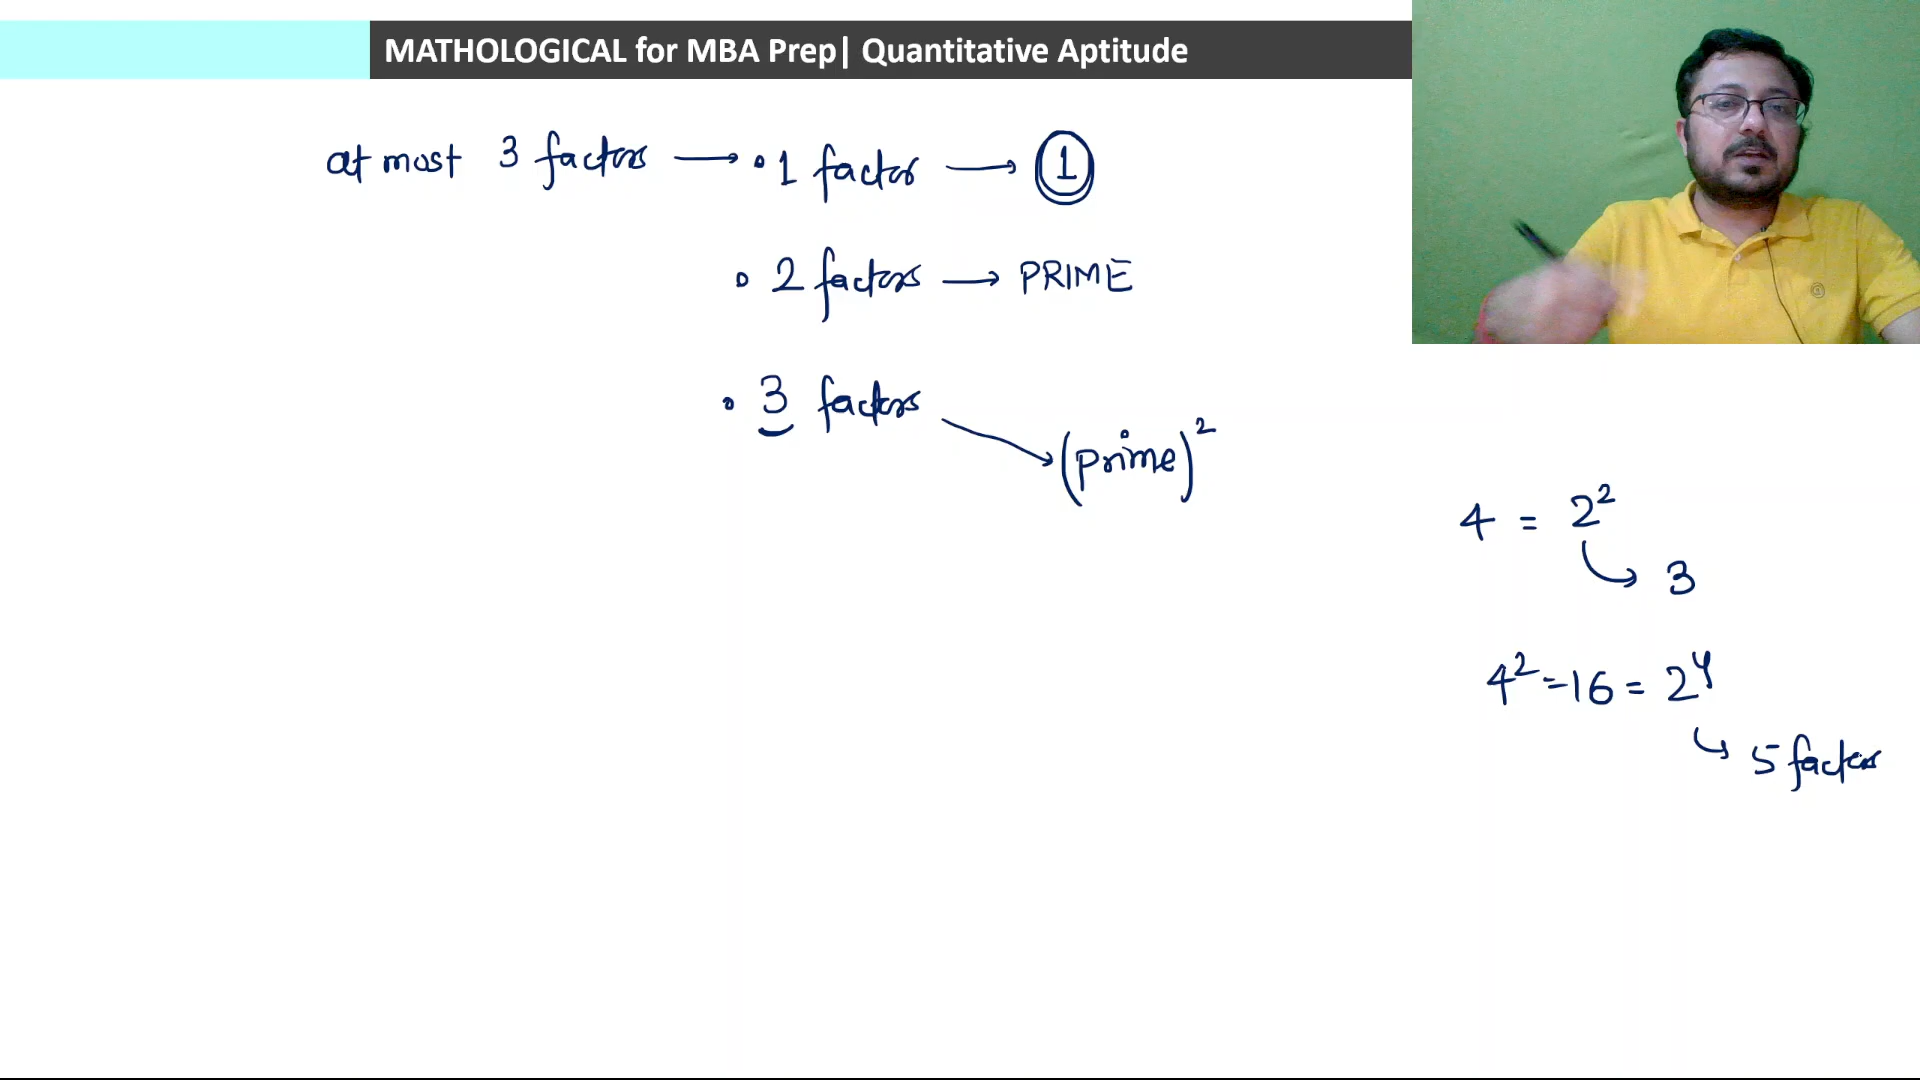 MATHOLOGICAL for MBA Prep| Quantitative Aptitude
at most 3 factors → • 1 factor → 1
• 2 factors → PRIME
• 3 factors → (prime)²
4 = 2²
3
4² = 16 = 2⁴
5 factors